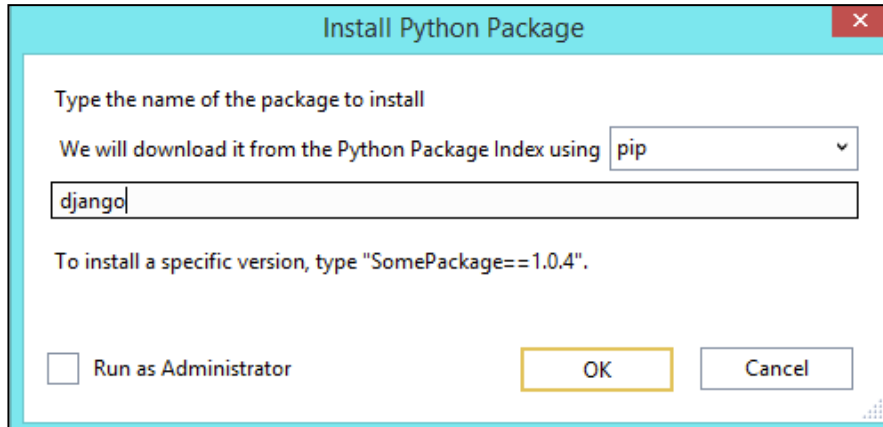 Install Python Package
Type the name of the package to install
We will download it from the Python Package Index using pip
django
To install a specific version, type "SomePackage==1.0.4".
Run as Administrator
OK
Cancel